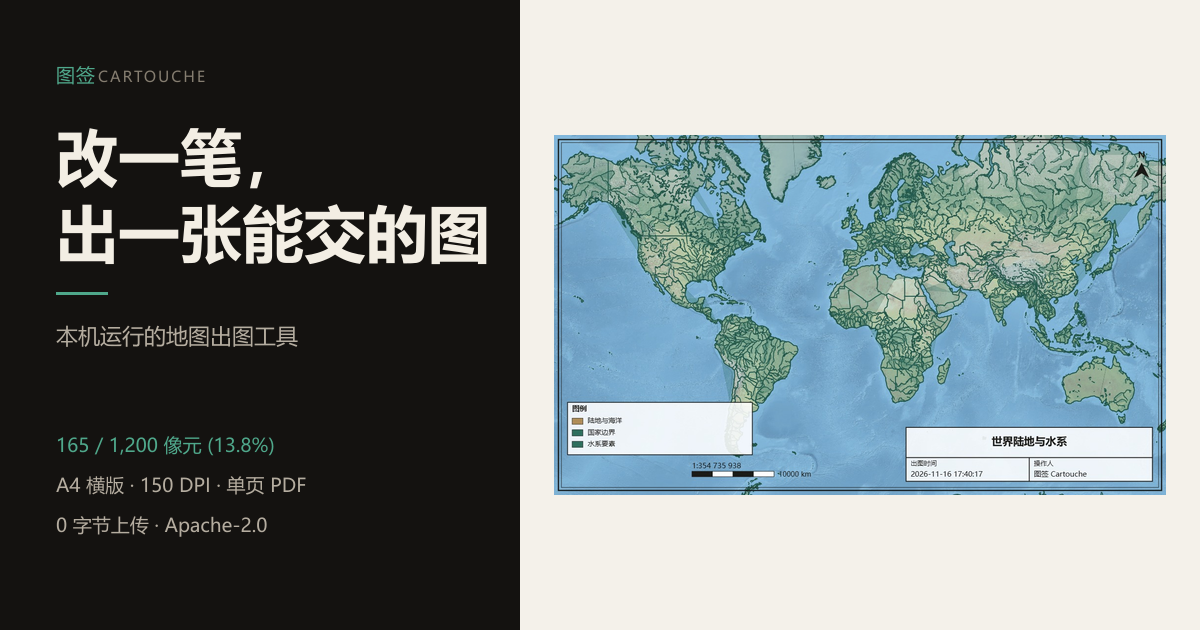 图签CARTOUCHE
改一笔，
出一张能交的图
本机运行的地图出图工具
165 / 1,200 像元 (13.8%)
A4 横版 · 150 DPI · 单页 PDF
0 字节上传 · Apache-2.0
N
图例
陆地与海洋
国家边界
水系要素
1:354 735 938
10000 km
世界陆地与水系
出图时间
2026-11-16 17:40:17
操作人
图签 Cartouche